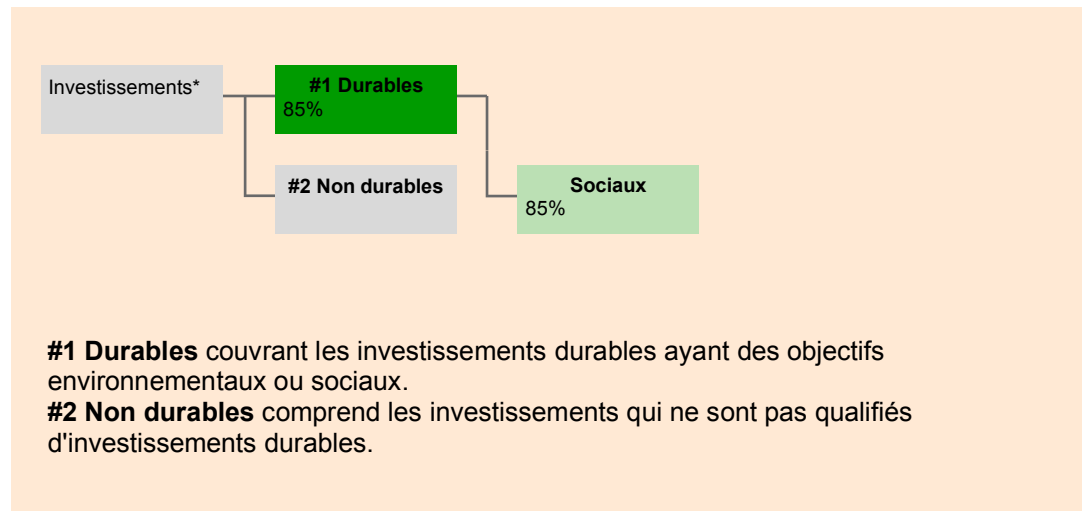 Investissements*
#1 Durables
85%
#2 Non durables
Sociaux
85%
#1 Durables couvrant les investissements durables ayant des objectifs
environnementaux ou sociaux.
#2 Non durables comprend les investissements qui ne sont pas qualifiés
d'investissements durables.